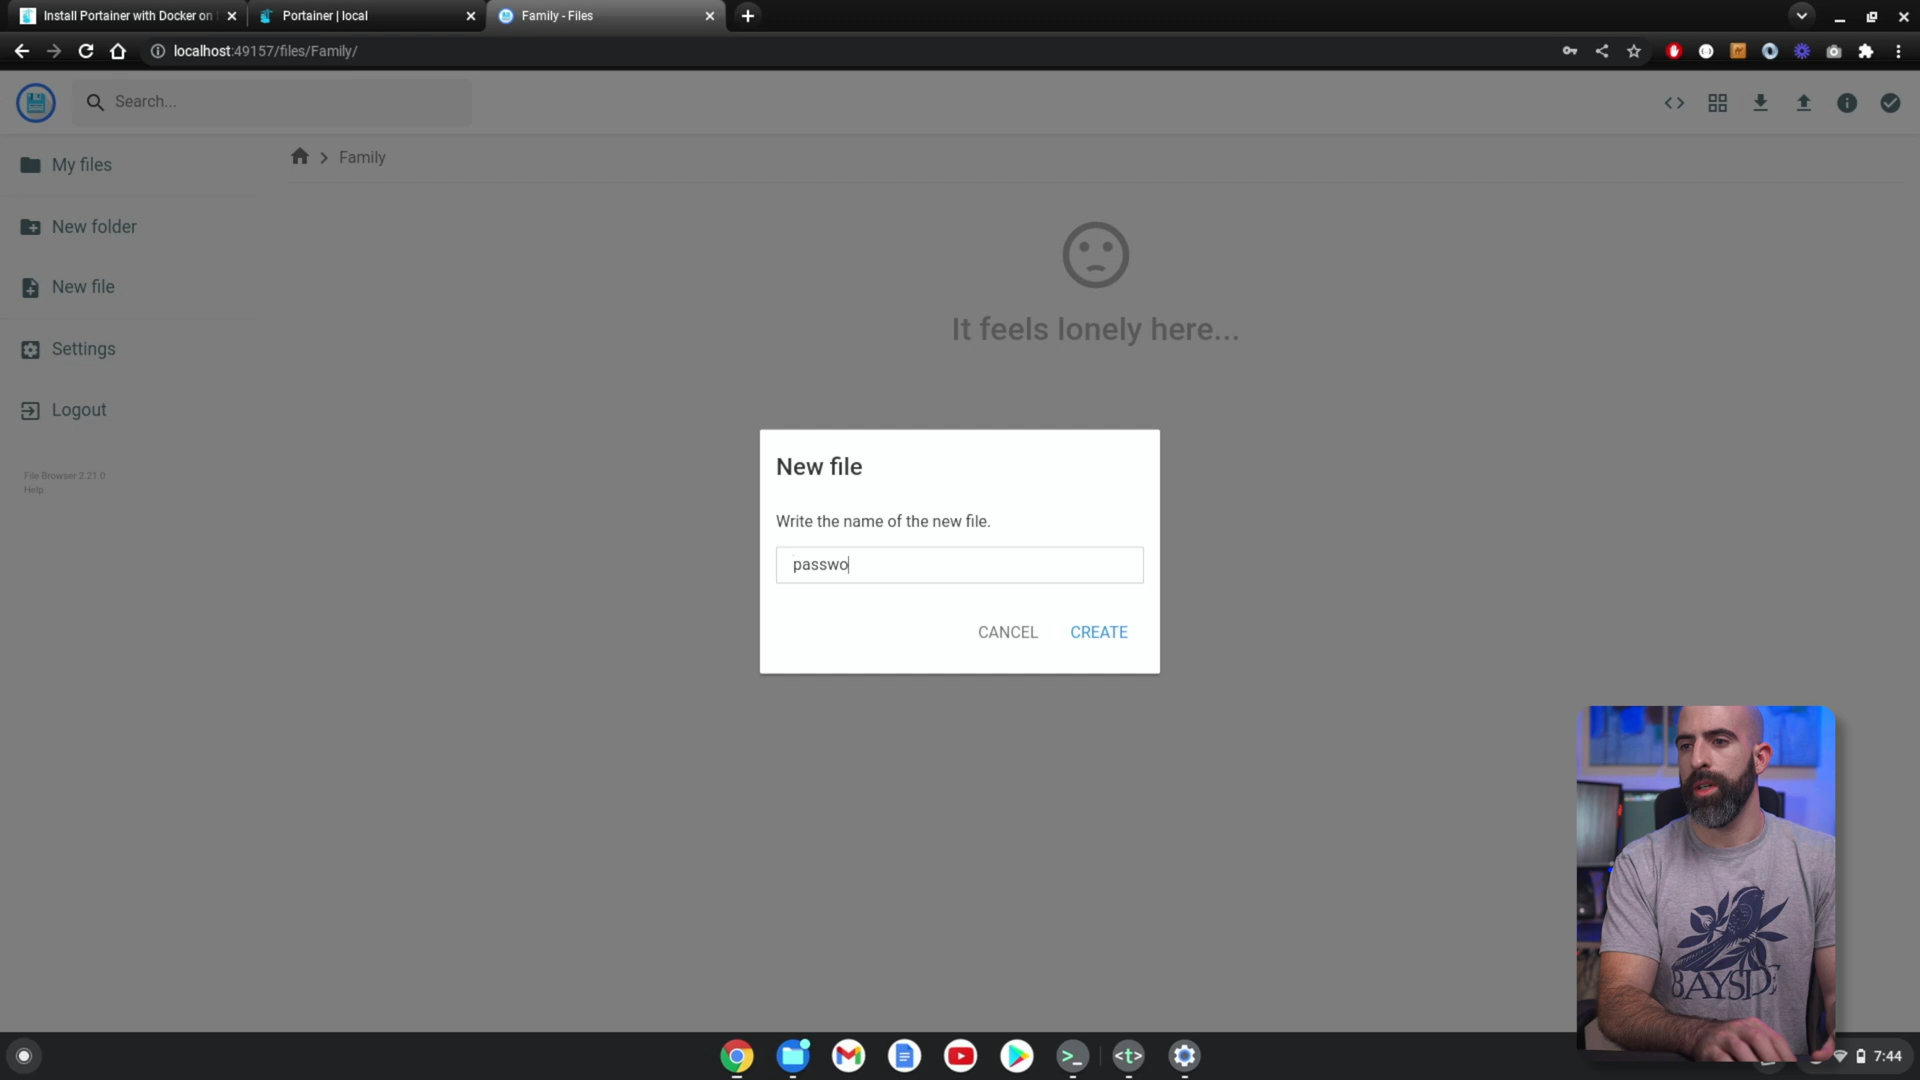 Install Portainer with Docker on
Portainer | local
Family - Files
localhost:49157/files/Family/
Search...
My files
Family
New folder
New file
It feels lonely here...
Settings
Logout
File Browser 2.21.0
Help
New file
Write the name of the new file.
passwo
CANCEL CREATE
BAYSIDE
7:44